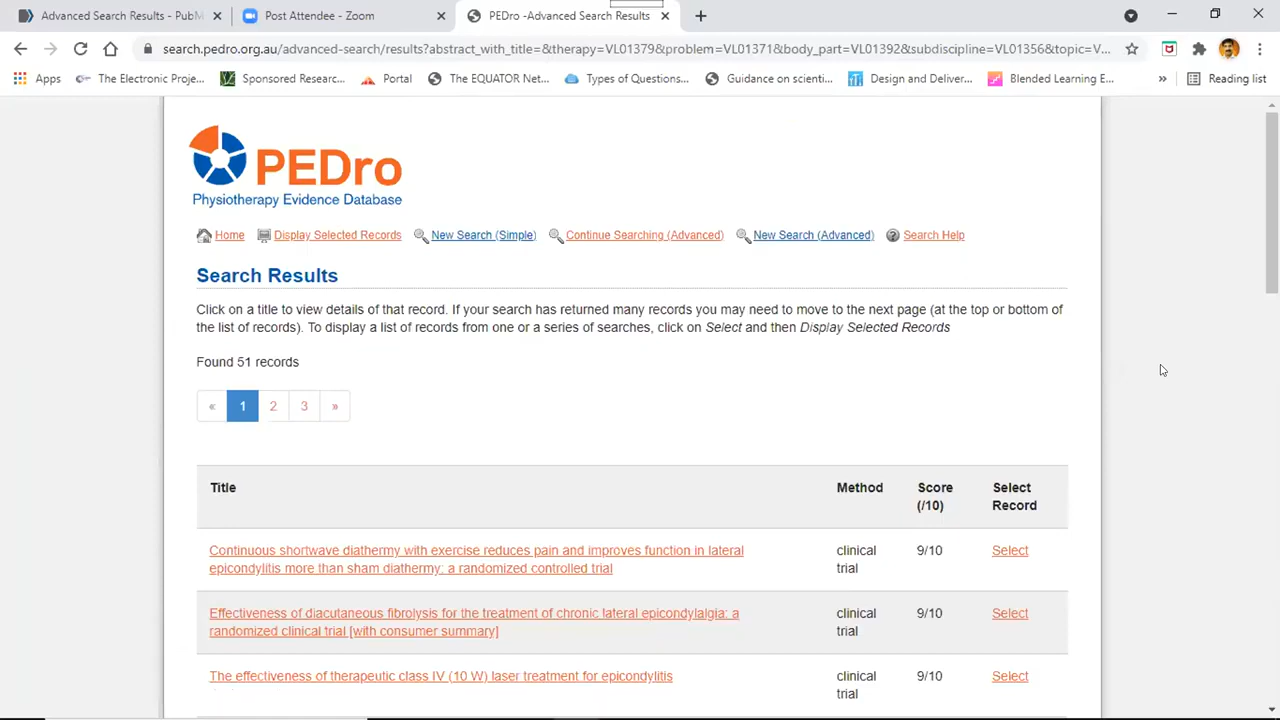 Advanced Search Results - PubM
Post Attendee - Zoom
PEDro -Advanced Search Results
search.pedro.org.au/advanced-search/results?abstract_with_title=&therapy=VL01379&problem=VL01371&body_part=VL01392&subdiscipline=VL01356&topic=V...
Apps
The Electronic Proje...
Sponsored Researc...
Portal
The EQUATOR Net...
Types of Questions...
Guidance on scienti...
Design and Deliver...
Blended Learning E...
»
Reading list
PEDro
Physiotherapy Evidence Database
Home
Display Selected Records
New Search (Simple)
Continue Searching (Advanced)
New Search (Advanced)
Search Help
Search Results
Click on a title to view details of that record. If your search has returned many records you may need to move to the next page (at the top or bottom of
the list of records). To display a list of records from one or a series of searches, click on Select and then Display Selected Records
Found 51 records
« 1 2 3 »
Title
Method
Score
(/10)
Select
Record
Continuous shortwave diathermy with exercise reduces pain and improves function in lateral
epicondylitis more than sham diathermy: a randomized controlled trial
clinical
trial
9/10
Select
Effectiveness of diacutaneous fibrolysis for the treatment of chronic lateral epicondylalgia: a
randomized clinical trial [with consumer summary]
clinical
trial
9/10
Select
The effectiveness of therapeutic class IV (10 W) laser treatment for epicondylitis
clinical
trial
9/10
Select